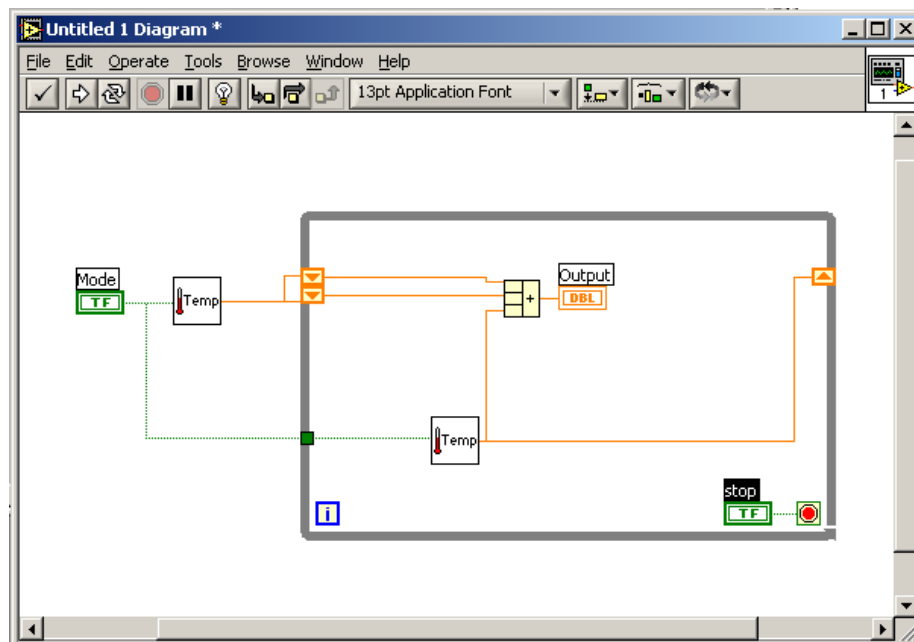 Untitled 1 Diagram *
File Edit Operate Tools Browse Window Help
13pt Application Font
1
Mode
TF
Temp
Output
+
DBL
Temp
stop
i
TF